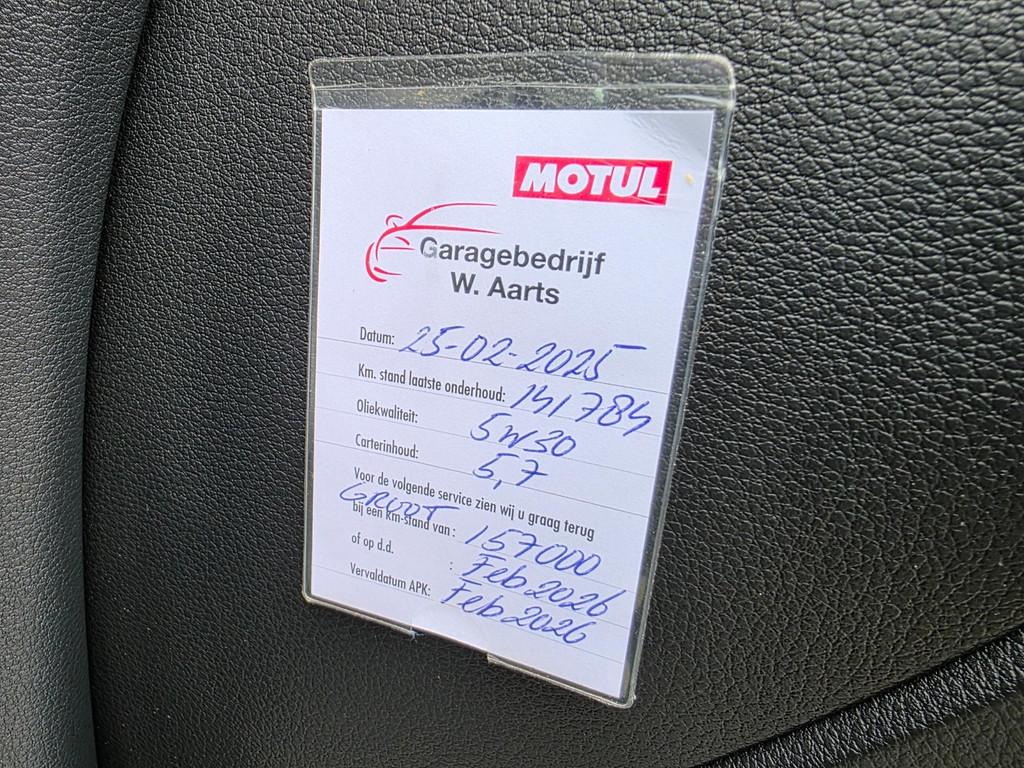 MOTUL
Garagebedrijf
W. Aarts
Datum: 25-02-2025
Km. stand laatste onderhoud: 141784
Oliekwaliteit: 5W30
Carterinhoud: 5,7
Voor de volgende service zien wij u graag terug
GROOT
bij een km-stand van: 157000
of op d.d. : Feb 2026
Vervaldatum APK: Feb 2026